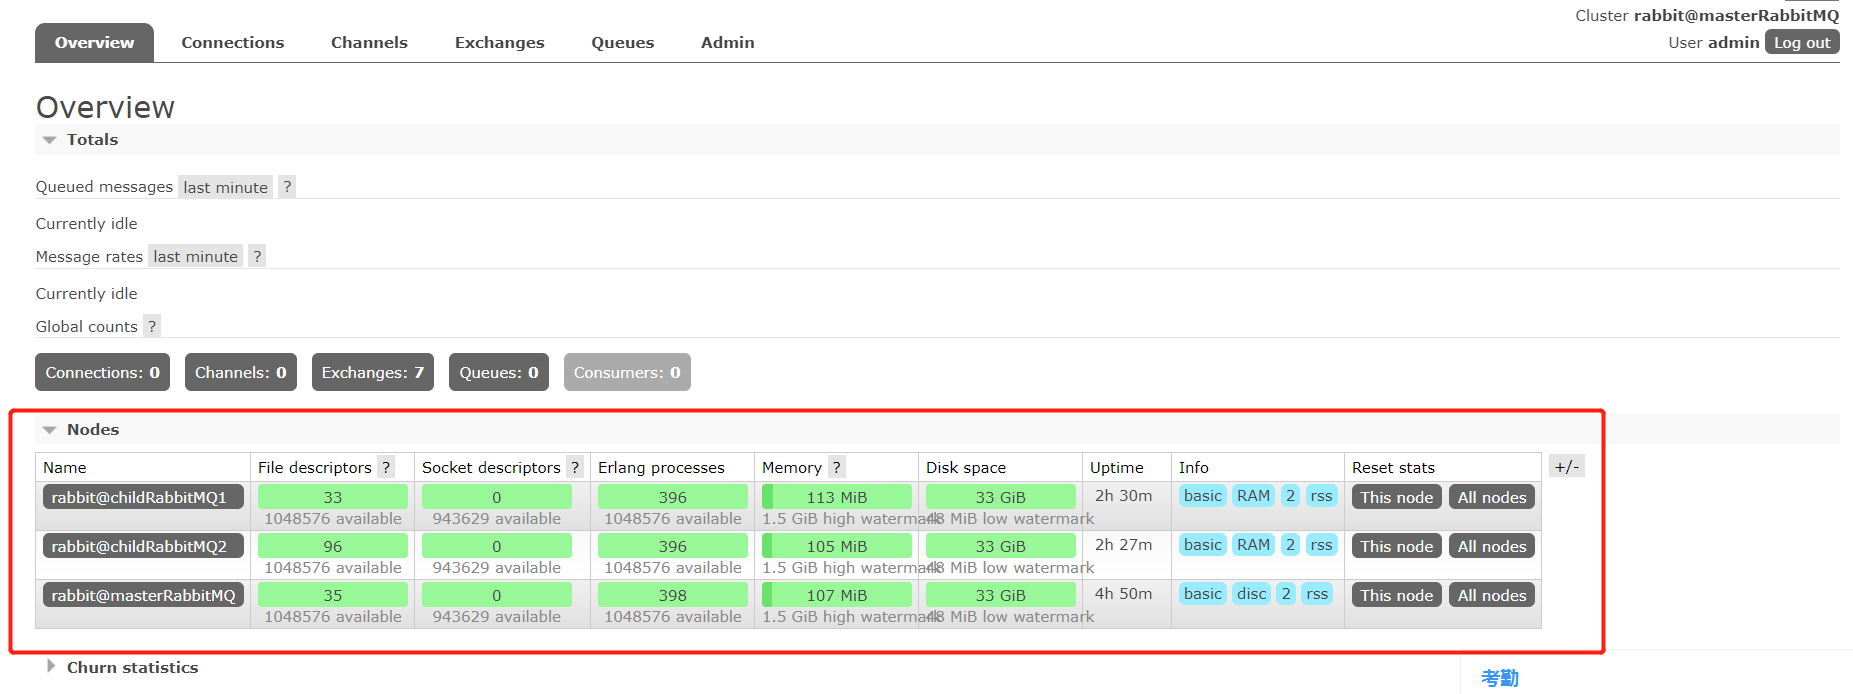 Cluster rabbit@masterRabbitMQ
Overview Connections Channels Exchanges Queues Admin User admin Log out
Overview
Totals
Queued messages last minute ?
Currently idle
Message rates last minute ?
Currently idle
Global counts ?
Connections: 0 Channels: 0 Exchanges: 7 Queues: 0 Consumers: 0
Nodes
Name File descriptors ? Socket descriptors ? Erlang processes Memory ? Disk space Uptime Info Reset stats +/-
rabbit@childRabbitMQ1 33 0 396 113 MiB 33 GiB 2h 30m basic RAM 2 rss This node All nodes
1048576 available 943629 available 1048576 available 1.5 GiB high watermark 48 MiB low watermark
rabbit@childRabbitMQ2 96 0 396 105 MiB 33 GiB 2h 27m basic RAM 2 rss This node All nodes
1048576 available 943629 available 1048576 available 1.5 GiB high watermark 48 MiB low watermark
rabbit@masterRabbitMQ 35 0 398 107 MiB 33 GiB 4h 50m basic disc 2 rss This node All nodes
1048576 available 943629 available 1048576 available 1.5 GiB high watermark 48 MiB low watermark
Churn statistics
考勤